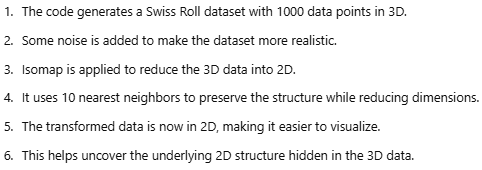 1. The code generates a Swiss Roll dataset with 1000 data points in 3D.
2. Some noise is added to make the dataset more realistic.
3. Isomap is applied to reduce the 3D data into 2D.
4. It uses 10 nearest neighbors to preserve the structure while reducing dimensions.
5. The transformed data is now in 2D, making it easier to visualize.
6. This helps uncover the underlying 2D structure hidden in the 3D data.